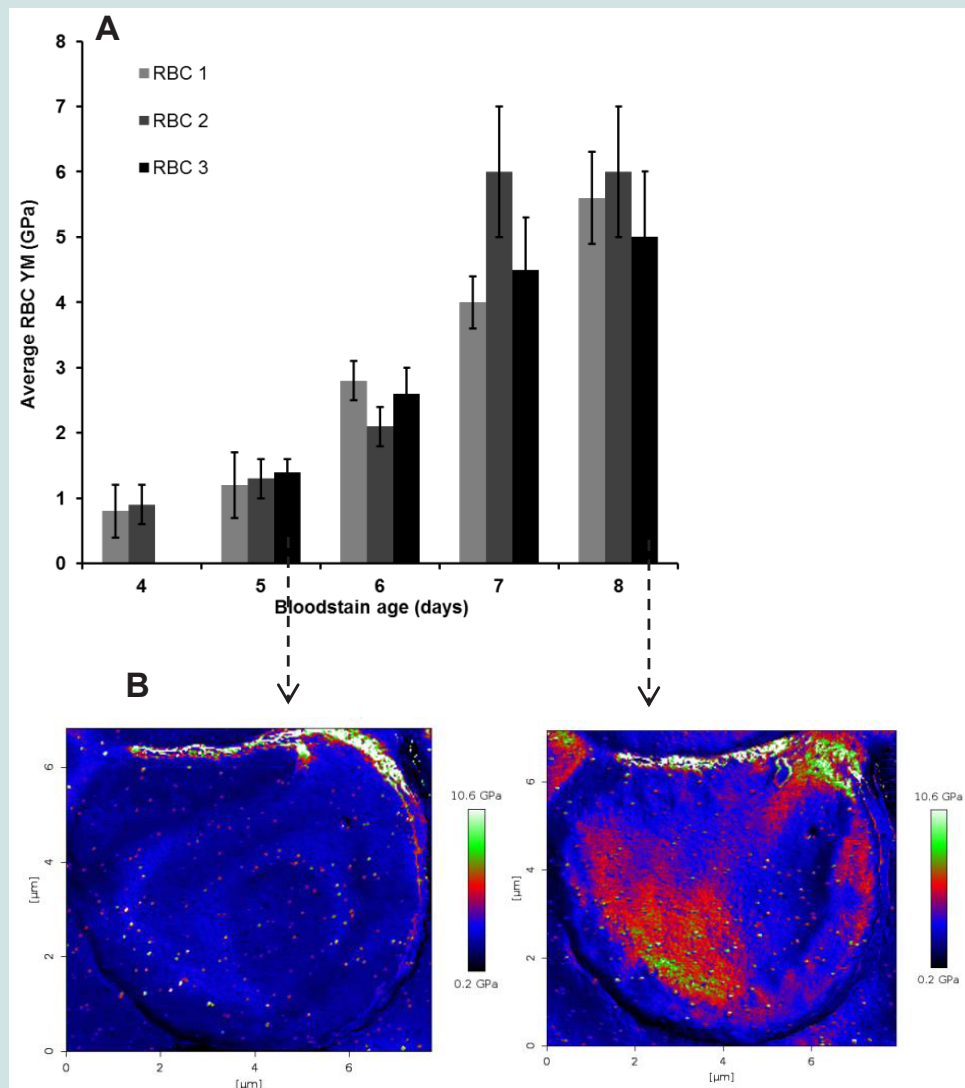 A
8
RBC 1
7
RBC 2
6
RBC 3
5
4
3
2
1
0
Average RBC YM (GPa)
4 5 6 7 8
Bloodstain age (days)
B
6
4
2
0
[µm]
0 2 4 6
[µm]
10.6 GPa
0.2 GPa
6
4
2
0
[µm]
0 2 4 6
[µm]
10.6 GPa
0.2 GPa